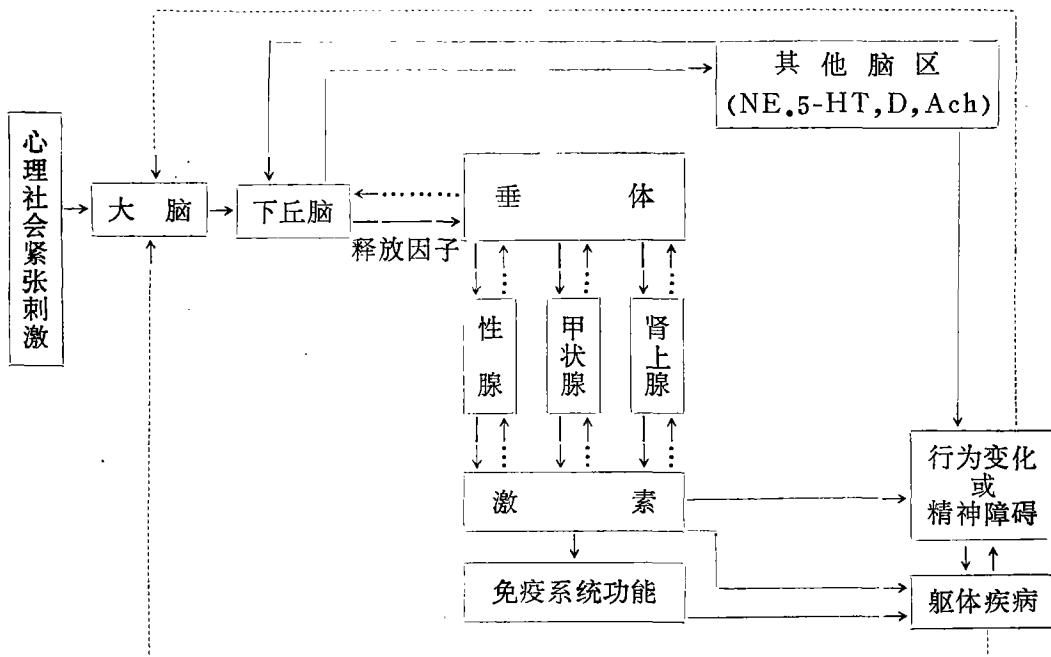 其他脑区
(NE.5-HT,D,Ach)
心理社会紧张刺激
大脑
下丘脑
垂体
释放因子
性腺
甲状腺
肾上腺
激素
行为变化
或
精神障碍
免疫系统功能
躯体疾病